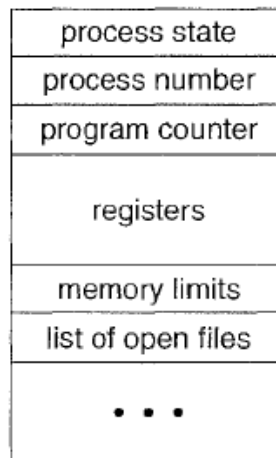 process state
process number
program counter
registers
memory limits
list of open files
• • •